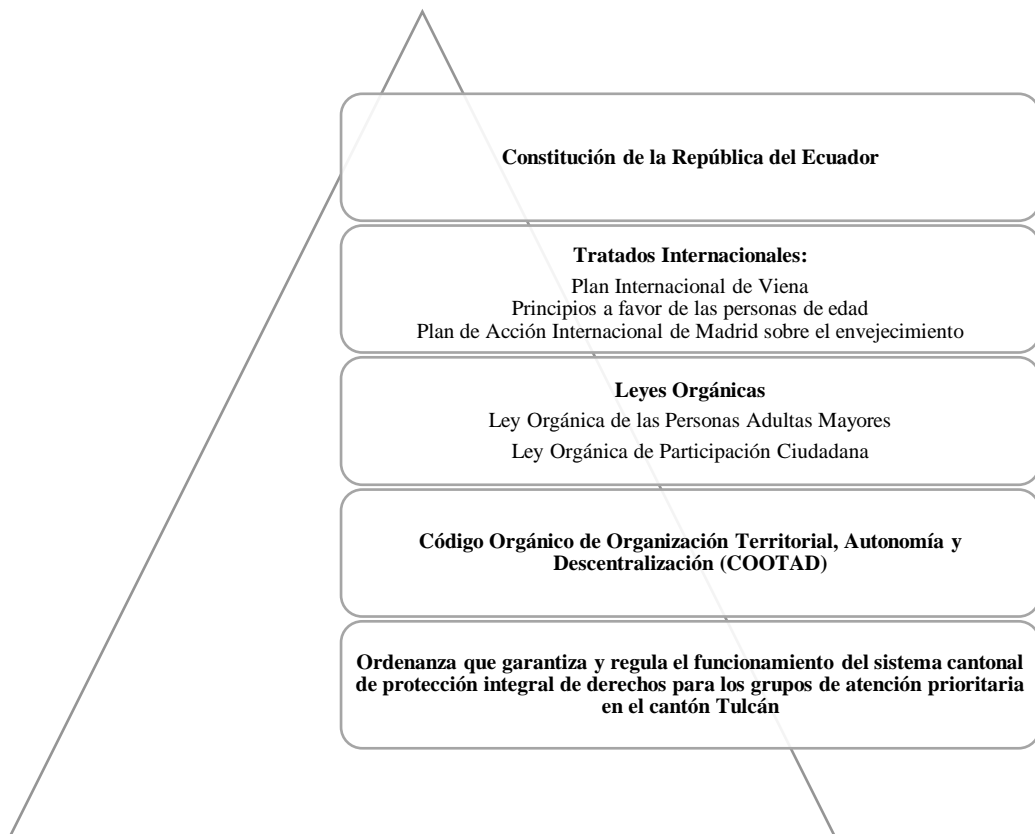 Constitución de la República del Ecuador
Tratados Internacionales:
Plan Internacional de Viena
Principios a favor de las personas de edad
Plan de Acción Internacional de Madrid sobre el envejecimiento
Leyes Orgánicas
Ley Orgánica de las Personas Adultas Mayores
Ley Orgánica de Participación Ciudadana
Código Orgánico de Organización Territorial, Autonomía y
Descentralización (COOTAD)
Ordenanza que garantiza y regula el funcionamiento del sistema cantonal
de protección integral de derechos para los grupos de atención prioritaria
en el cantón Tulcán